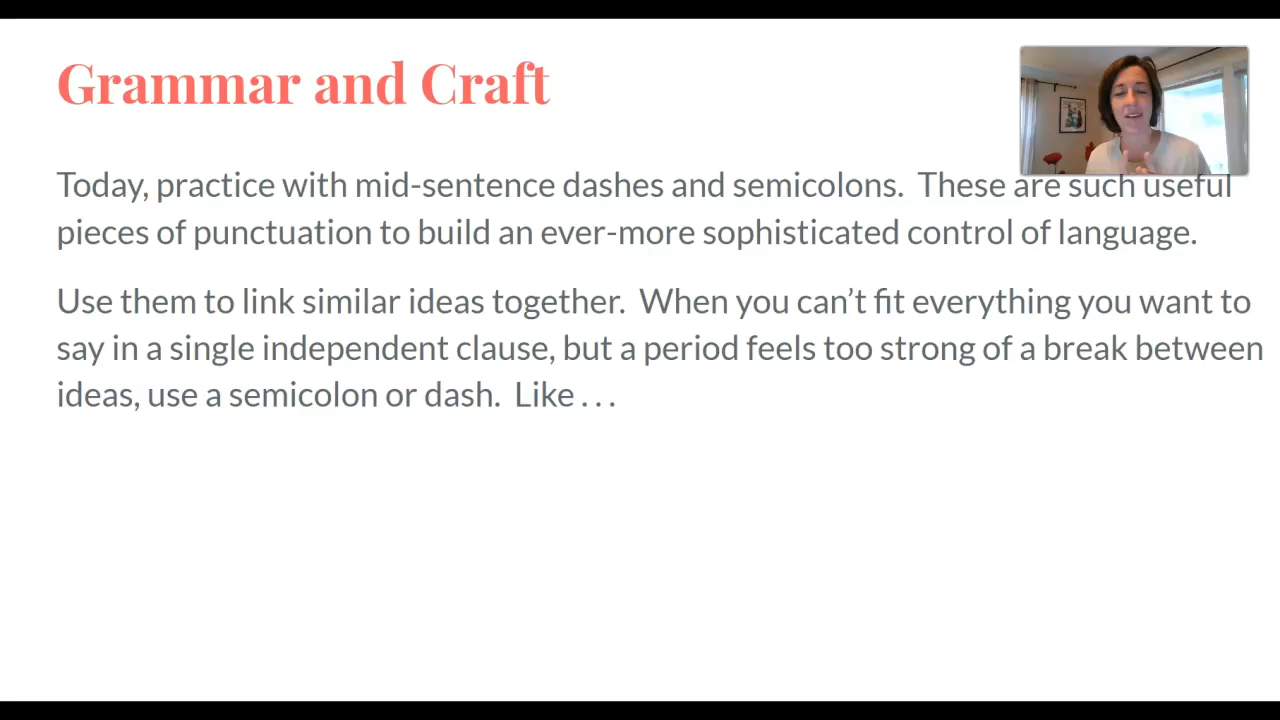 Grammar and Craft
Today, practice with mid-sentence dashes and semicolons.  These are such useful
pieces of punctuation to build an ever-more sophisticated control of language.
Use them to link similar ideas together.  When you can’t fit everything you want to
say in a single independent clause, but a period feels too strong of a break between
ideas, use a semicolon or dash.  Like . . .